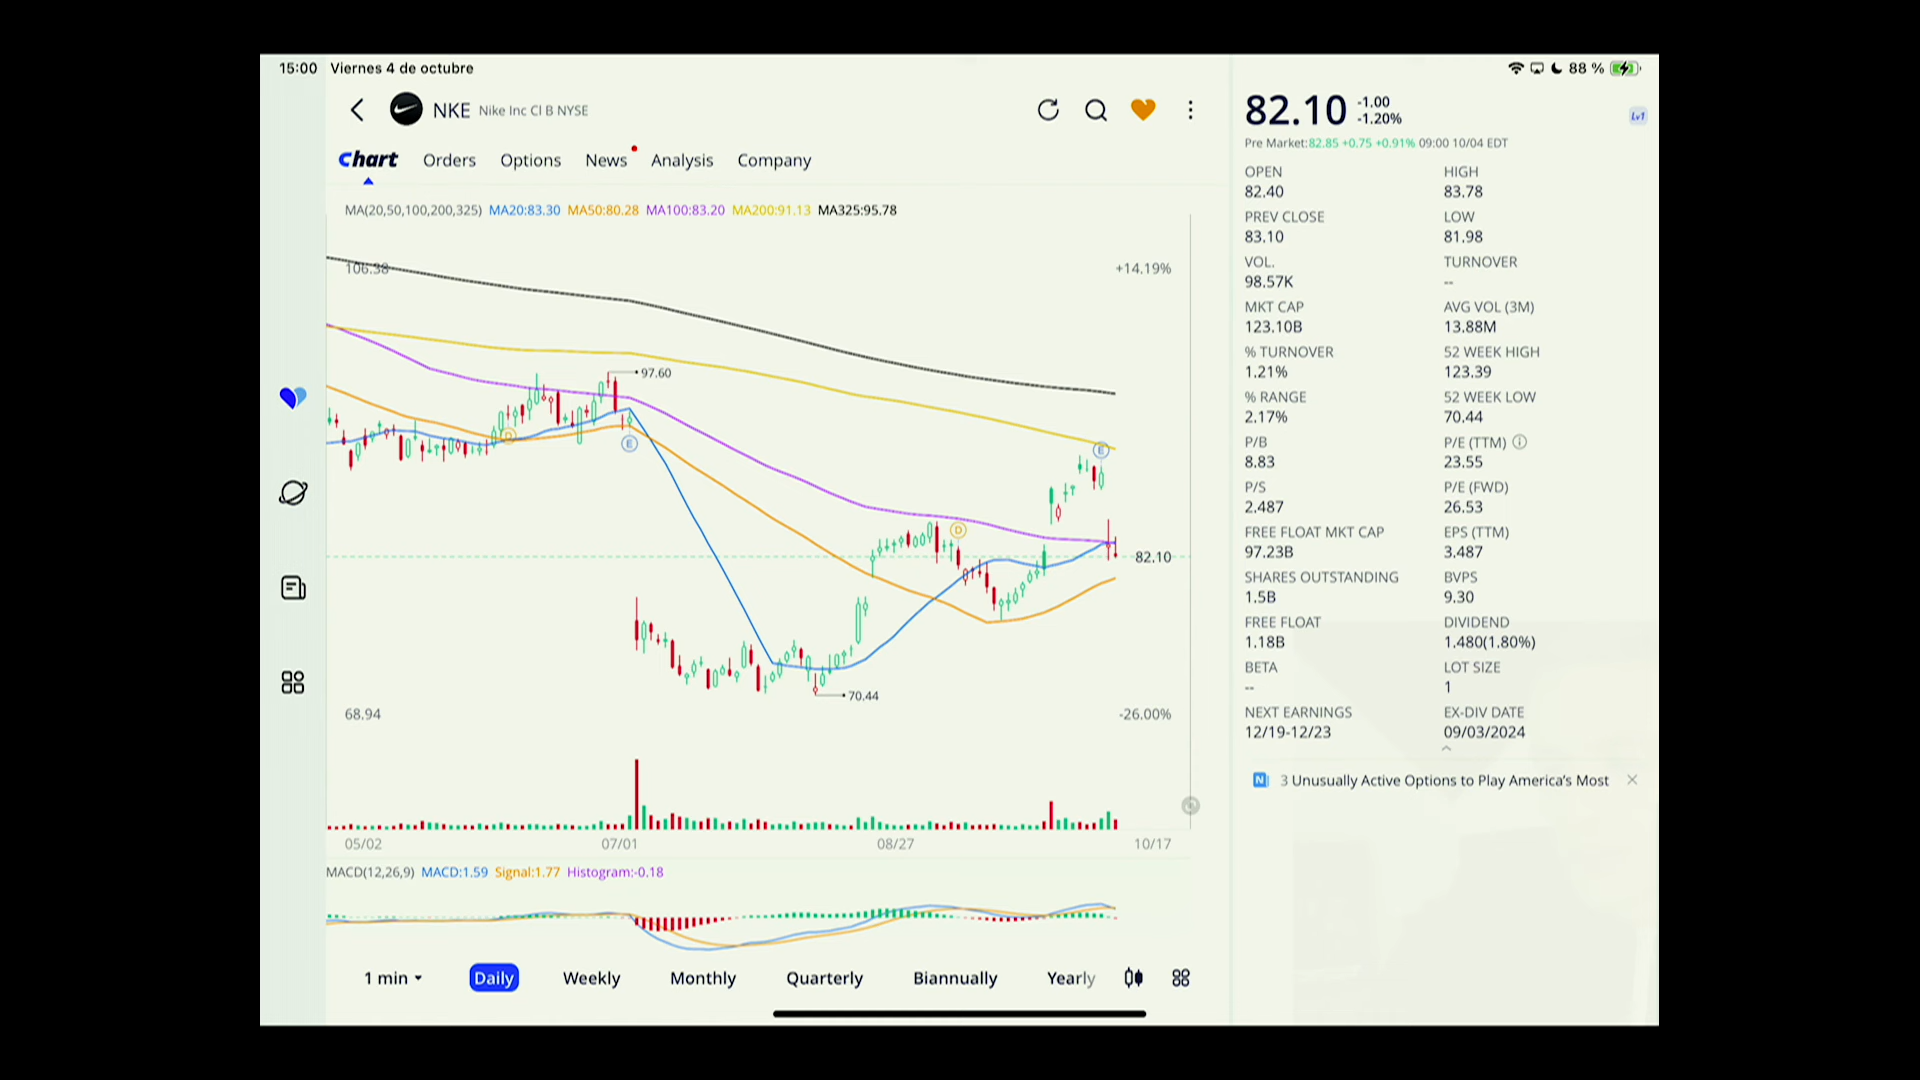 15:00 Viernes 4 de octubre
88 %
NKE Nike Inc Cl B NYSE
Chart Orders Options News Analysis Company
MA(20,50,100,200,325) MA20:83.30 MA50:80.28 MA100:83.20 MA200:91.13 MA325:95.78
106.38
+14.19%
97.60
E
D
E
D
82.10
70.44
68.94
-26.00%
05/02
07/01
08/27
10/17
MACD(12,26,9) MACD:1.59 Signal:1.77 Histogram:-0.18
1 min Daily Weekly Monthly Quarterly Biannually Yearly
82.10 -1.00
-1.20%
Lv1
Pre Market:82.85 +0.75 +0.91% 09:00 10/04 EDT
OPEN HIGH
82.40 83.78
PREV CLOSE LOW
83.10 81.98
VOL. TURNOVER
98.57K --
MKT CAP AVG VOL (3M)
123.10B 13.88M
% TURNOVER 52 WEEK HIGH
1.21% 123.39
% RANGE 52 WEEK LOW
2.17% 70.44
P/B P/E (TTM)
8.83 23.55
P/S P/E (FWD)
2.487 26.53
FREE FLOAT MKT CAP EPS (TTM)
97.23B 3.487
SHARES OUTSTANDING BVPS
1.5B 9.30
FREE FLOAT DIVIDEND
1.18B 1.480(1.80%)
BETA LOT SIZE
-- 1
NEXT EARNINGS EX-DIV DATE
12/19-12/23 09/03/2024
N 3 Unusually Active Options to Play America's Most